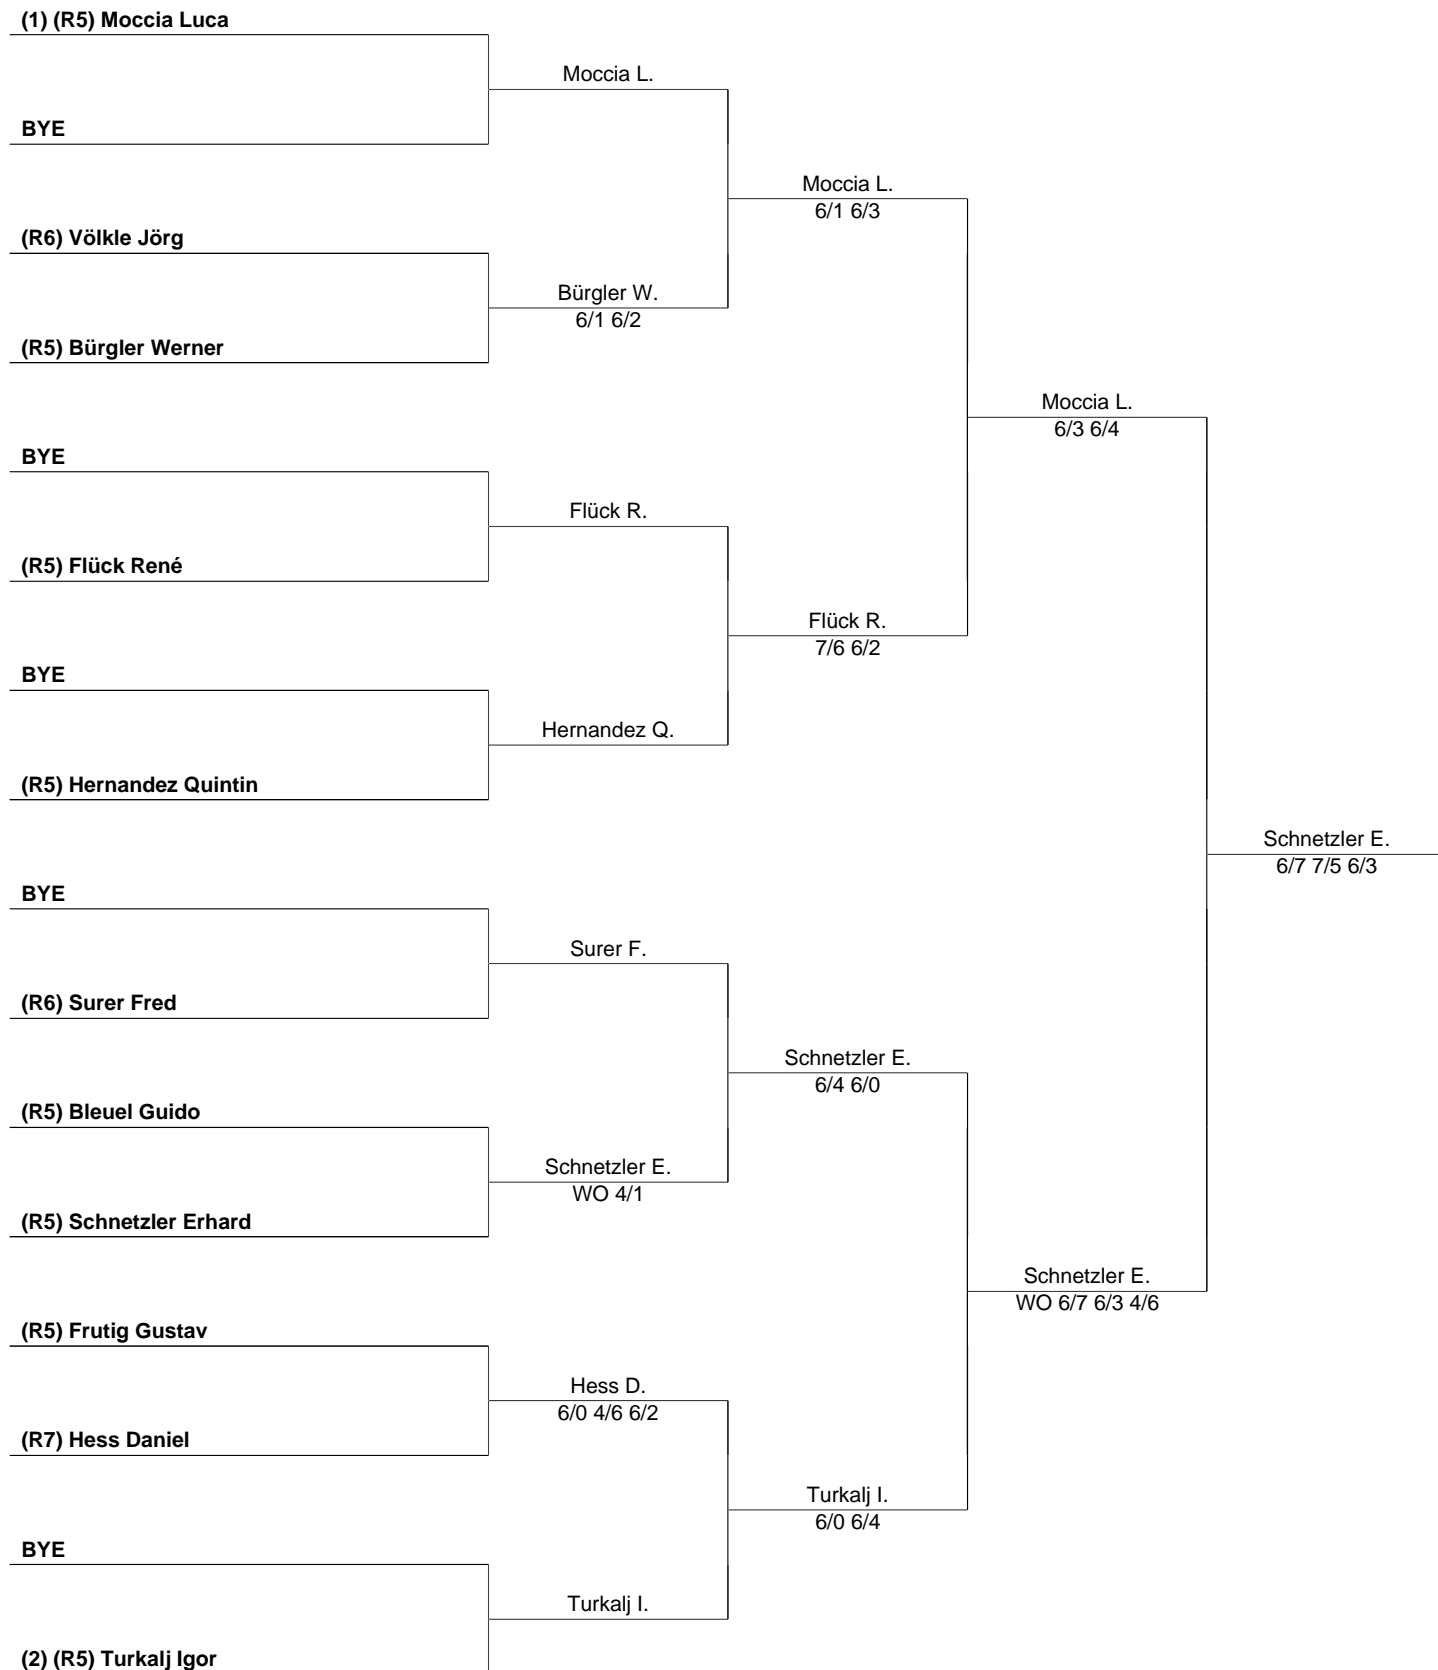 (1) (R5) Moccia Luca
Moccia L.
BYE
Moccia L.
6/1 6/3
(R6) Völkle Jörg
Bürgler W.
6/1 6/2
(R5) Bürgler Werner
Moccia L.
6/3 6/4
BYE
Flück R.
(R5) Flück René
Flück R.
7/6 6/2
BYE
Hernandez Q.
(R5) Hernandez Quintin
Schnetzler E.
6/7 7/5 6/3
BYE
Surer F.
(R6) Surer Fred
Schnetzler E.
6/4 6/0
(R5) Bleuel Guido
Schnetzler E.
WO 4/1
(R5) Schnetzler Erhard
Schnetzler E.
WO 6/7 6/3 4/6
(R5) Frutig Gustav
Hess D.
6/0 4/6 6/2
(R7) Hess Daniel
Turkalj I.
6/0 6/4
BYE
Turkalj I.
(2) (R5) Turkalj Igor